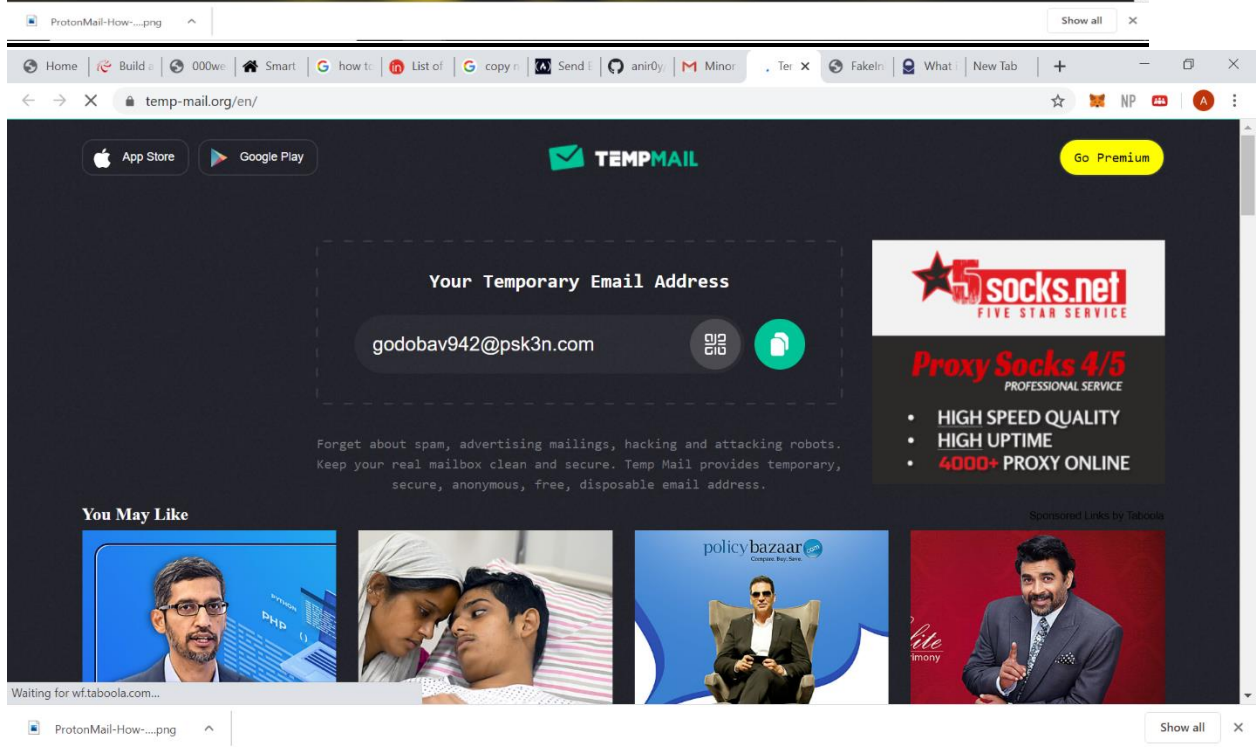 ProtonMail-How-....png
Show all
Home
Build a
000we
Smart
how to
List of
copy n
Send E
anir0y/
Minor
Ter
FakeIn
What i
New Tab
temp-mail.org/en/
NP
A
App Store
Google Play
TEMPMAIL
Go Premium
Your Temporary Email Address
godobav942@psk3n.com
5socks.net
FIVE STAR SERVICE
Proxy Socks 4/5
PROFESSIONAL SERVICE
• HIGH SPEED QUALITY
• HIGH UPTIME
• 4000+ PROXY ONLINE
Forget about spam, advertising mailings, hacking and attacking robots.
Keep your real mailbox clean and secure. Temp Mail provides temporary,
secure, anonymous, free, disposable email address.
You May Like
Sponsored Links by Taboola
PYTHON
PHP
()
policybazaar.com
Compare. Buy. Save.
lite
rimony
Waiting for wf.taboola.com...
ProtonMail-How-....png
Show all